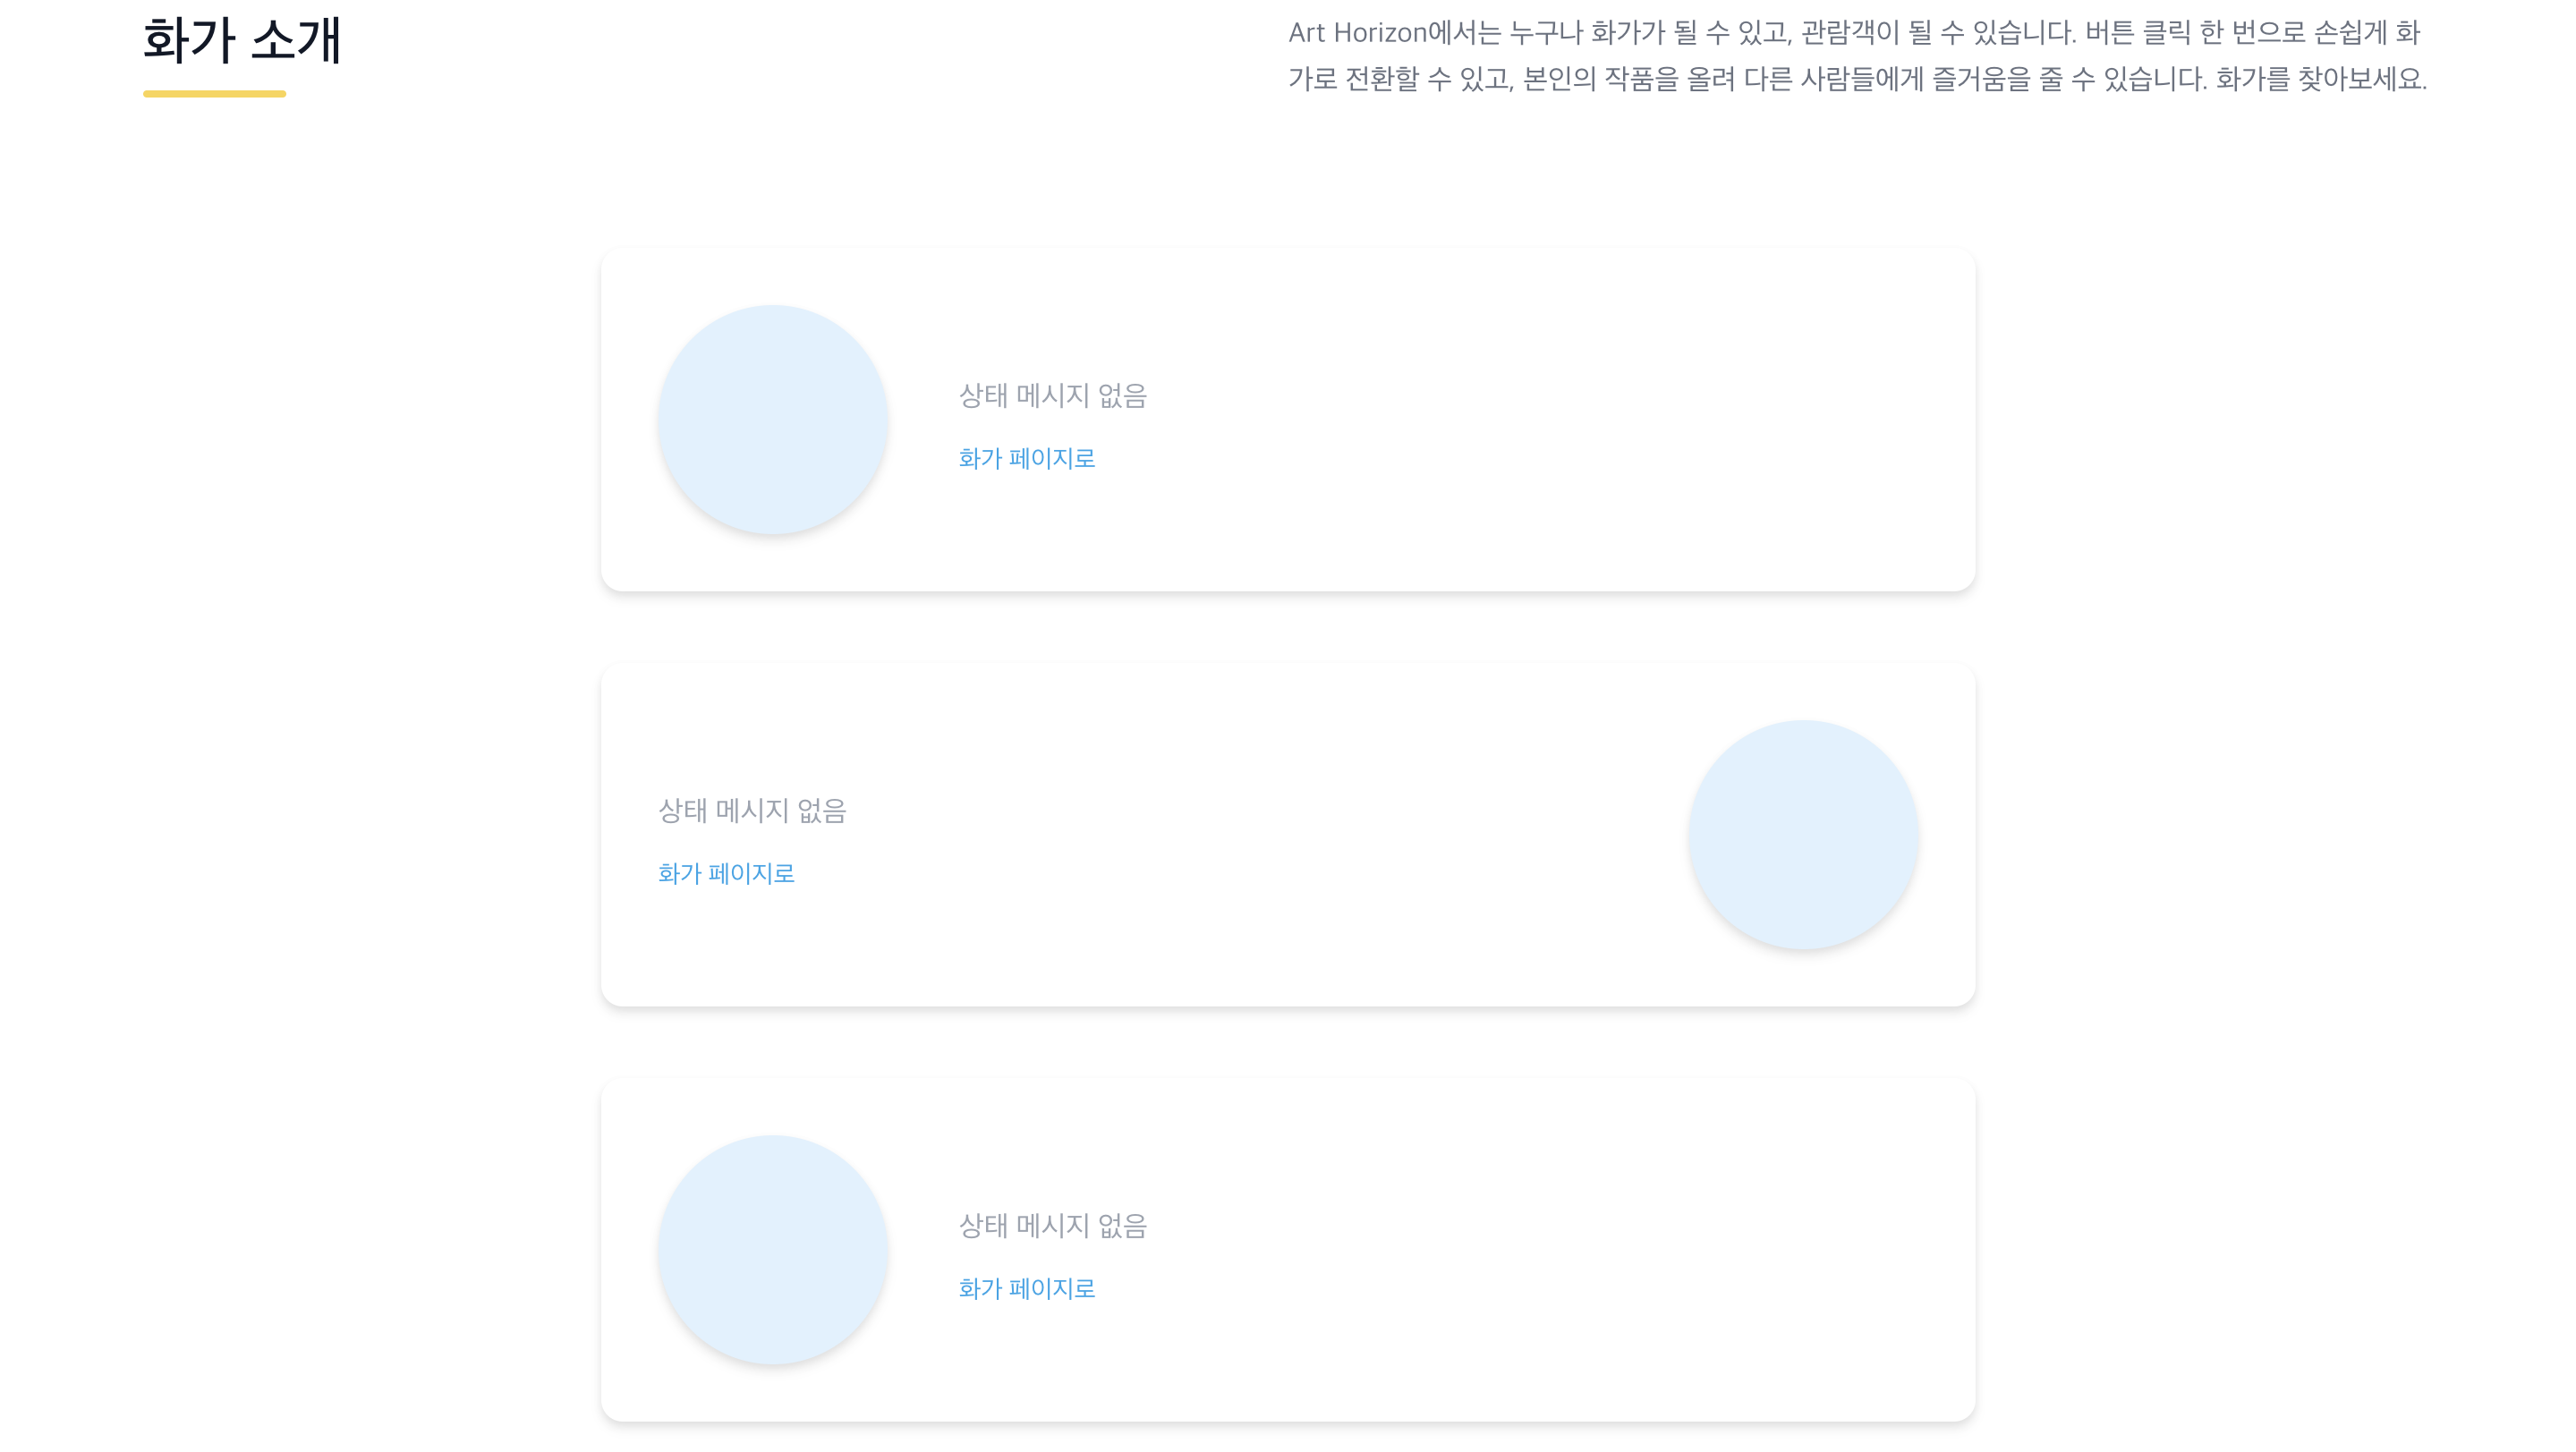 화가 소개
Art Horizon에서는 누구나 화가가 될 수 있고, 관람객이 될 수 있습니다. 버튼 클릭 한 번으로 손쉽게 화
가로 전환할 수 있고, 본인의 작품을 올려 다른 사람들에게 즐거움을 줄 수 있습니다. 화가를 찾아보세요.
상태 메시지 없음
화가 페이지로
상태 메시지 없음
화가 페이지로
상태 메시지 없음
화가 페이지로